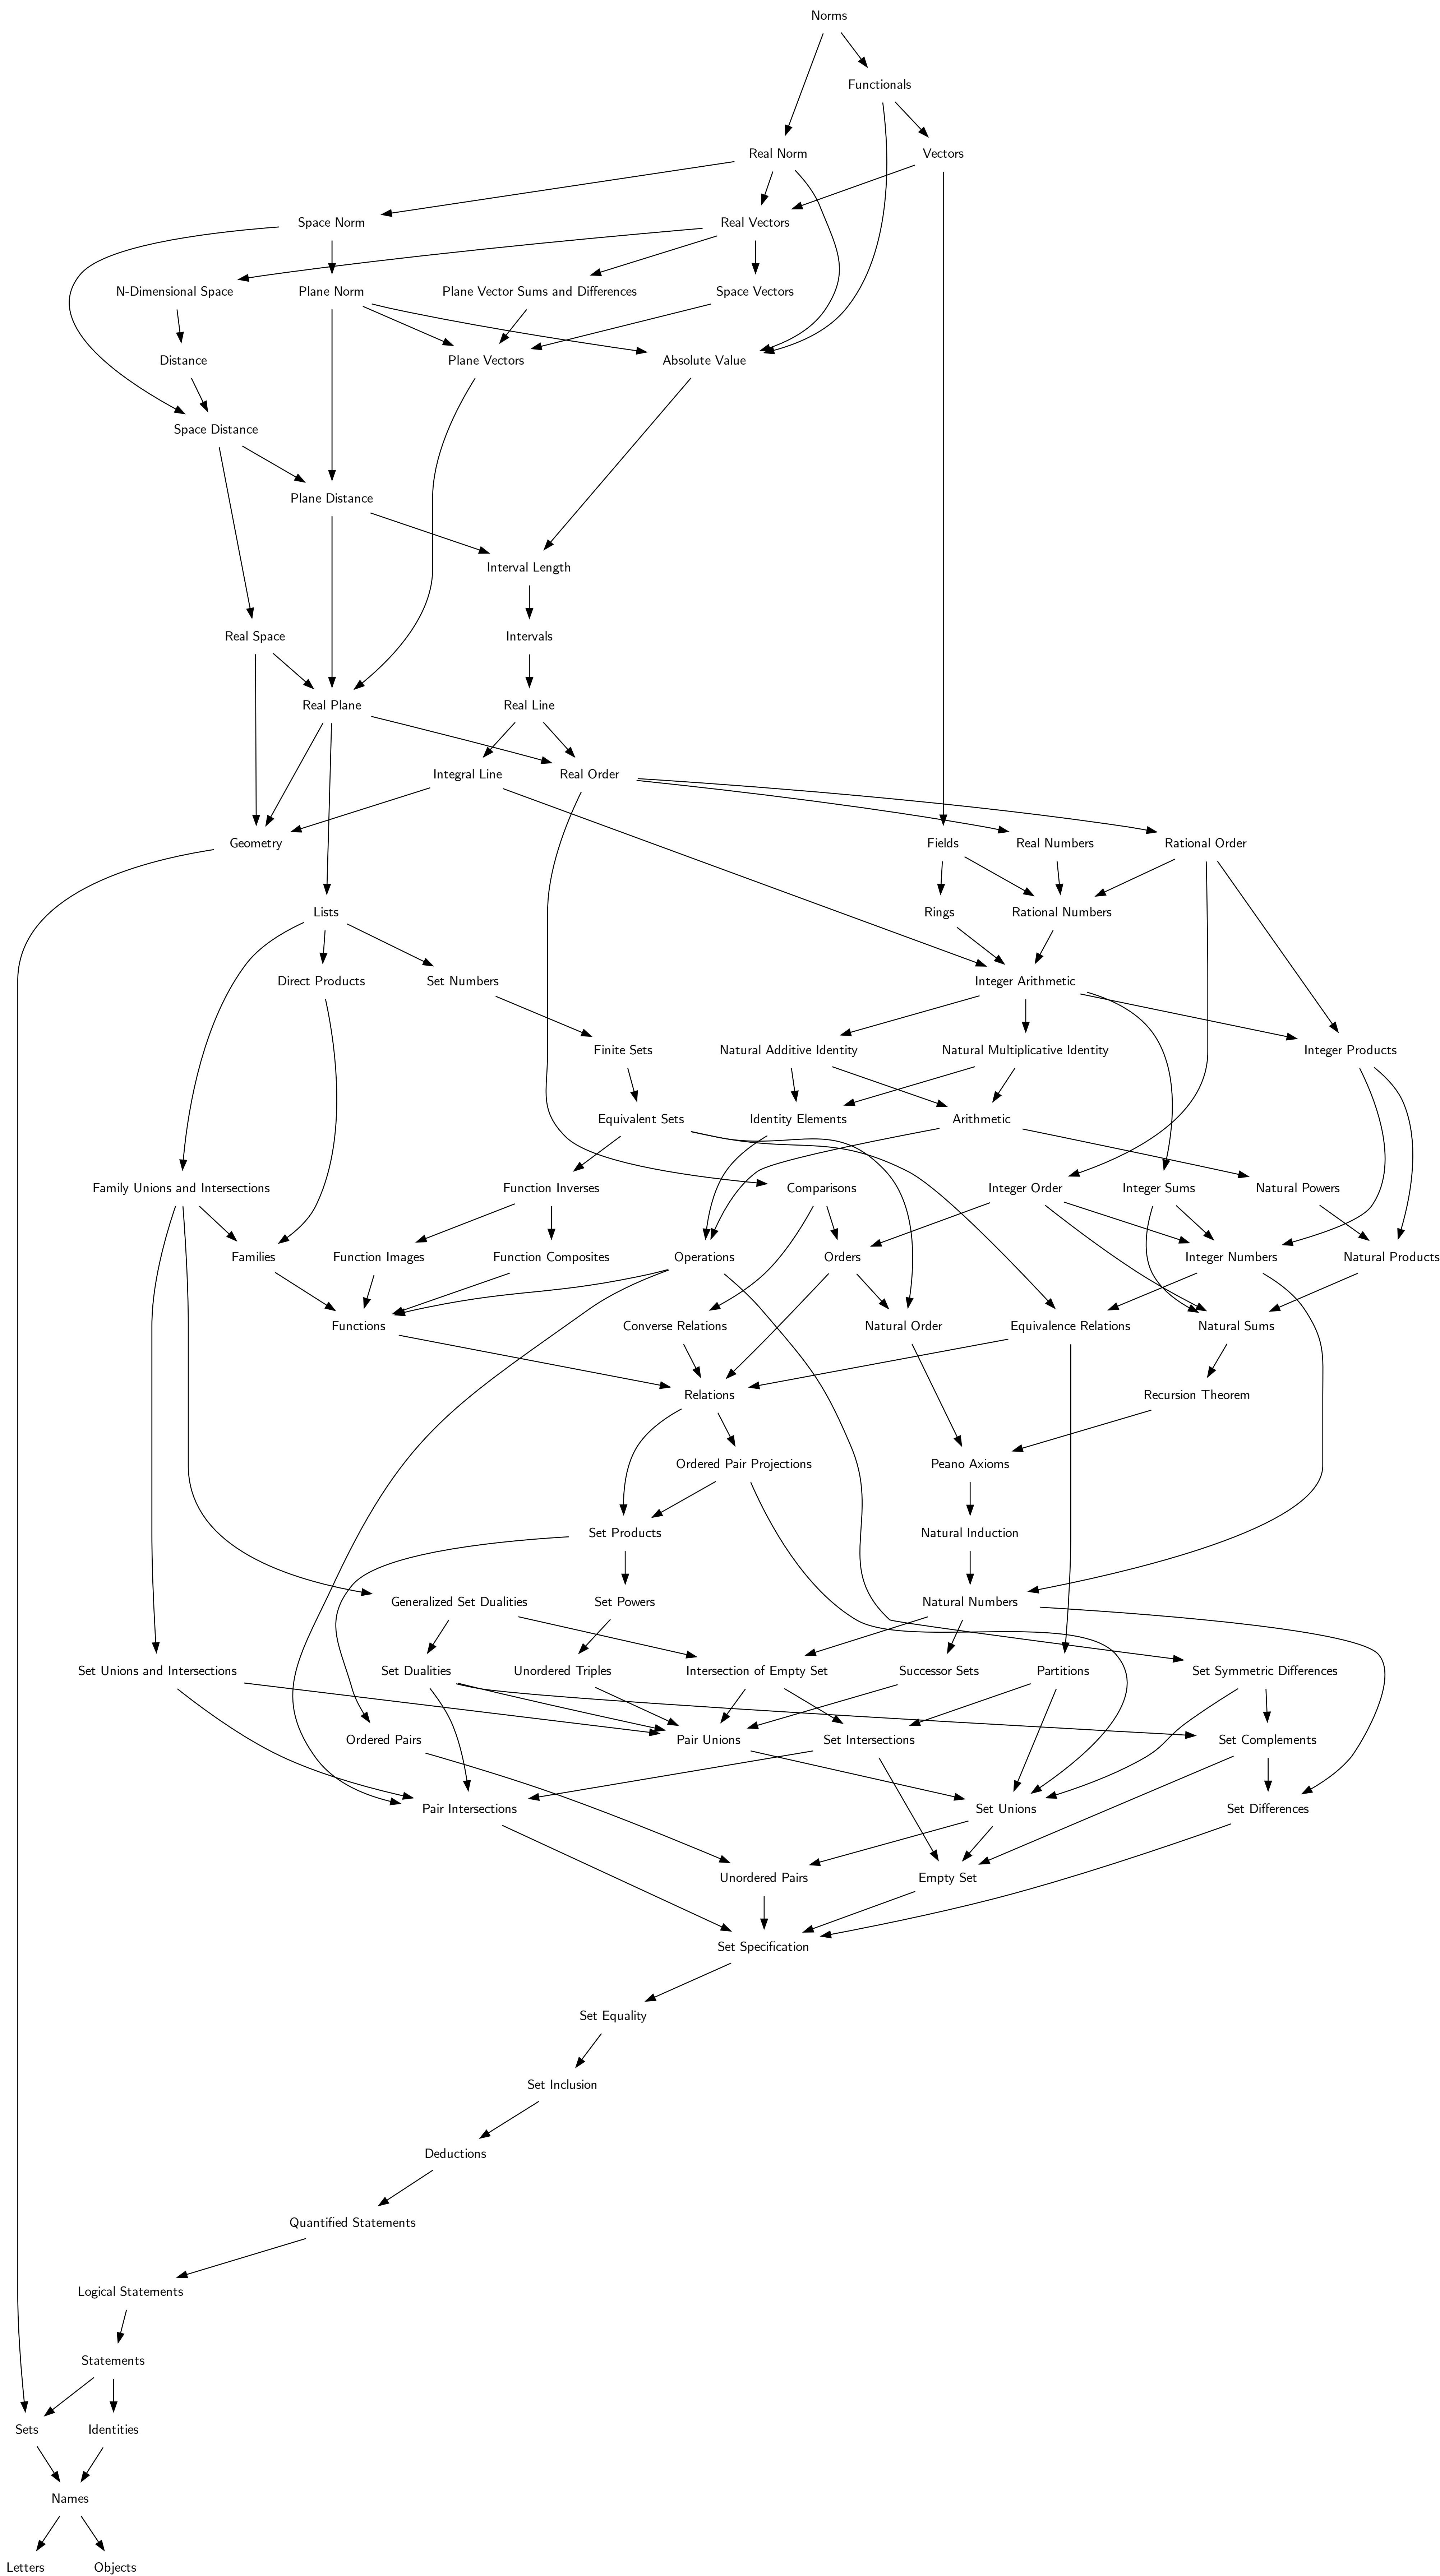 Norms
Functionals
Real Norm
Vectors
Space Norm
Real Vectors
N-Dimensional Space
Plane Norm
Plane Vector Sums and Differences
Space Vectors
Distance
Plane Vectors
Absolute Value
Space Distance
Plane Distance
Interval Length
Real Space
Intervals
Real Plane
Real Line
Integral Line
Real Order
Geometry
Fields
Real Numbers
Rational Order
Lists
Rings
Rational Numbers
Direct Products
Set Numbers
Integer Arithmetic
Finite Sets
Natural Additive Identity
Natural Multiplicative Identity
Integer Products
Equivalent Sets
Identity Elements
Arithmetic
Family Unions and Intersections
Function Inverses
Comparisons
Integer Order
Integer Sums
Natural Powers
Families
Function Images
Function Composites
Operations
Orders
Integer Numbers
Natural Products
Functions
Converse Relations
Natural Order
Equivalence Relations
Natural Sums
Relations
Recursion Theorem
Ordered Pair Projections
Peano Axioms
Set Products
Natural Induction
Generalized Set Dualities
Set Powers
Natural Numbers
Set Unions and Intersections
Set Dualities
Unordered Triples
Intersection of Empty Set
Successor Sets
Partitions
Set Symmetric Differences
Ordered Pairs
Pair Unions
Set Intersections
Set Complements
Pair Intersections
Set Unions
Set Differences
Unordered Pairs
Empty Set
Set Specification
Set Equality
Set Inclusion
Deductions
Quantified Statements
Logical Statements
Statements
Sets
Identities
Names
Letters
Objects